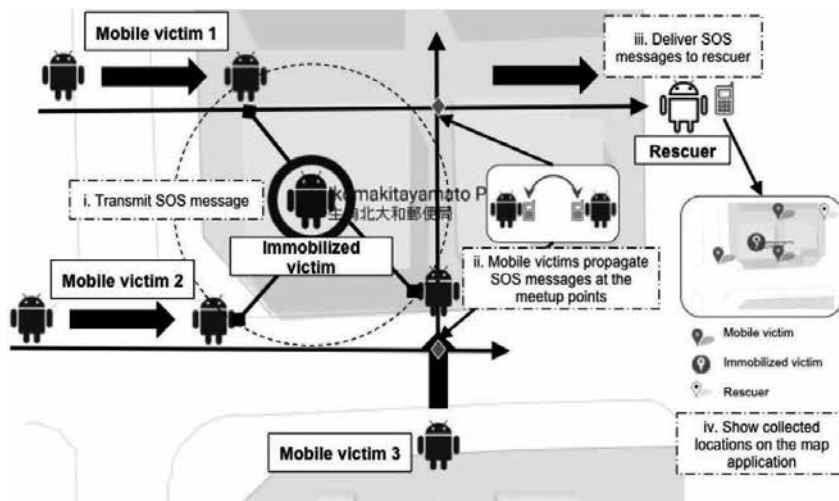 Mobile victim 1
iii. Deliver SOS
messages to rescuer
Rescuer
i. Transmit SOS message
komakitayamato P
生駒北大和郵便局
Immobilized
victim
ii. Mobile victims propagate
SOS messages at the
meetup points
Mobile victim 2
Mobile victim
Immobilized victim
Rescuer
Mobile victim 3
iv. Show collected
locations on the map
application